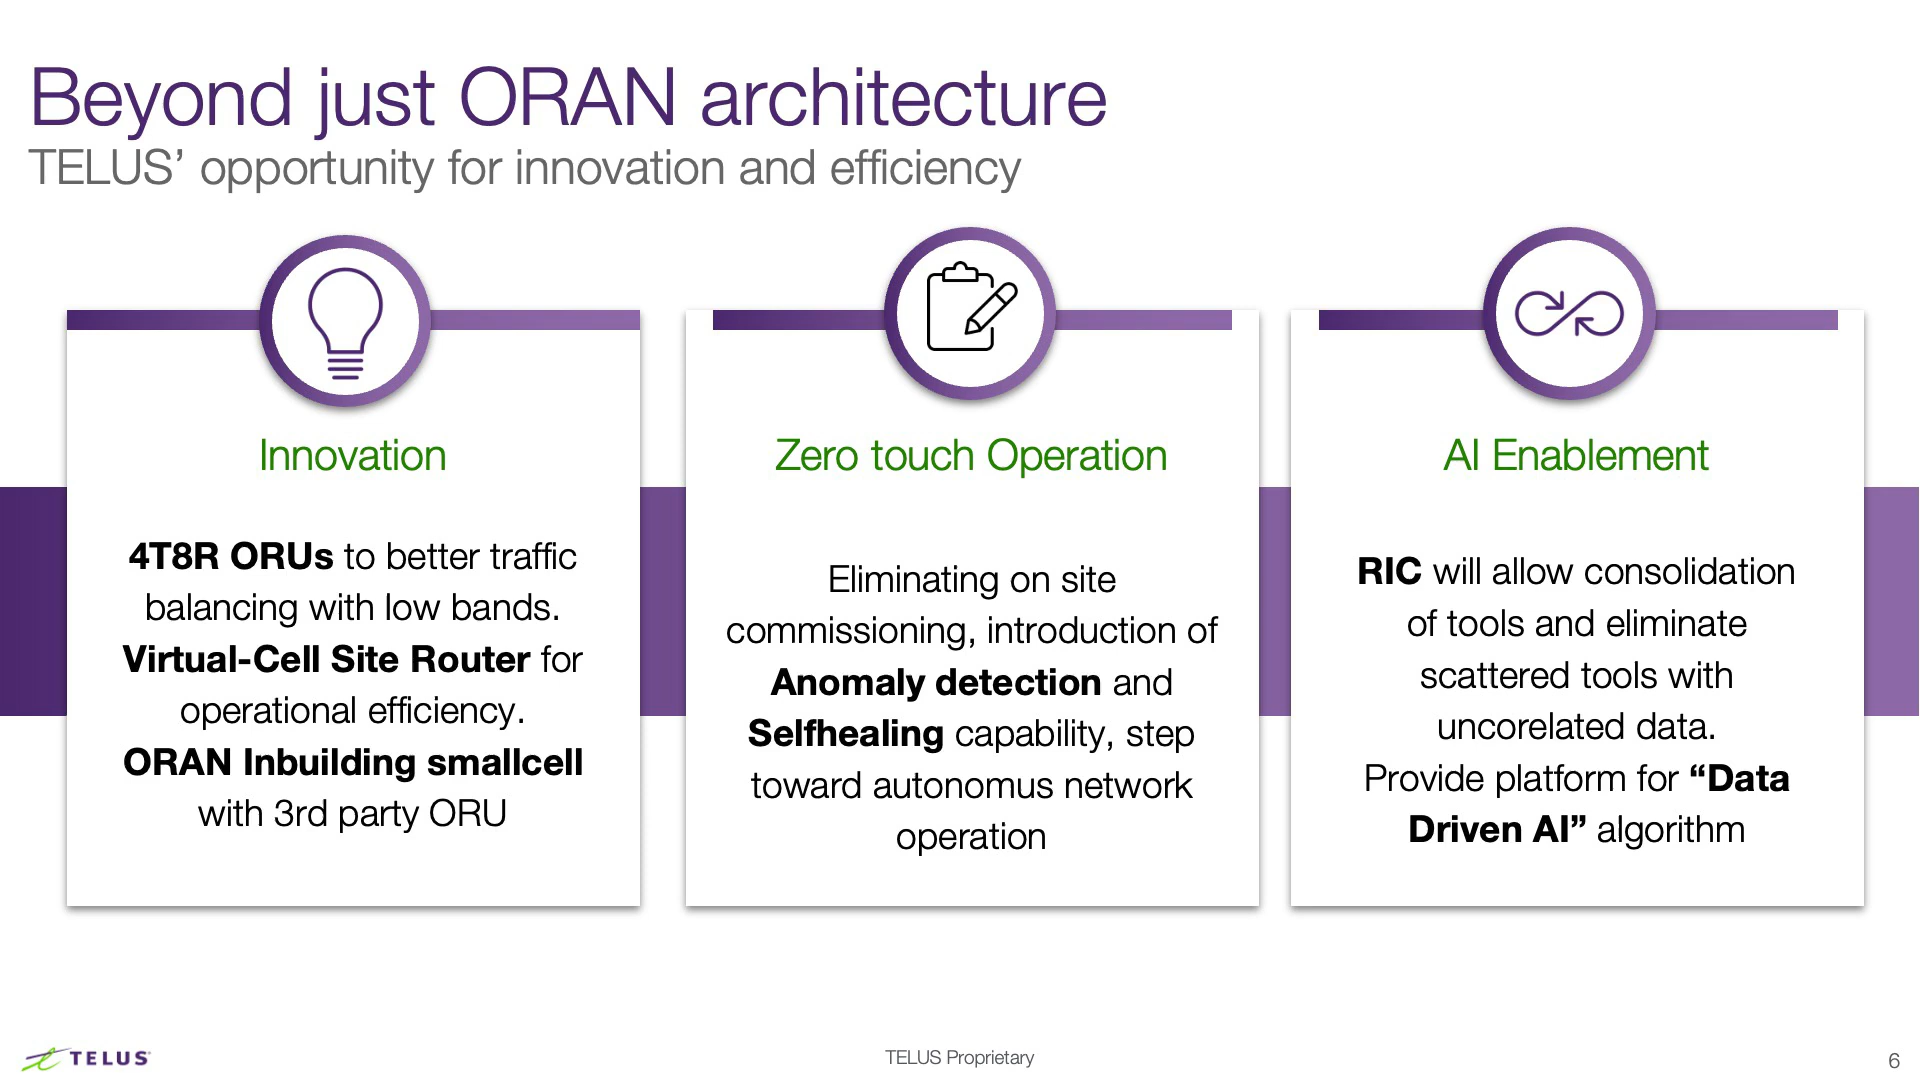 Beyond just ORAN architecture
TELUS’ opportunity for innovation and efficiency
Innovation
4T8R ORUs to better traffic
balancing with low bands.
Virtual-Cell Site Router for
operational efficiency.
ORAN Inbuilding smallcell
with 3rd party ORU
Zero touch Operation
Eliminating on site
commissioning, introduction of
Anomaly detection and
Selfhealing capability, step
toward autonomus network
operation
AI Enablement
RIC will allow consolidation
of tools and eliminate
scattered tools with
uncorelated data.
Provide platform for “Data
Driven AI” algorithm
TELUS
TELUS Proprietary
6